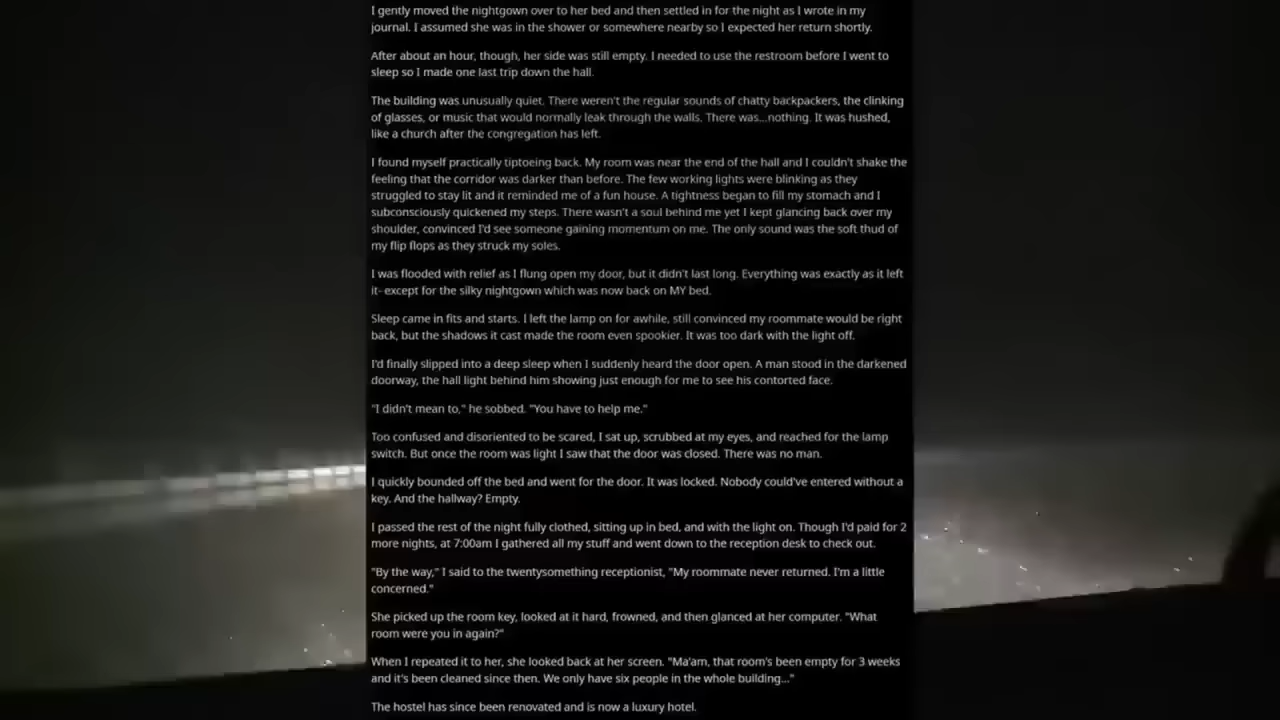 I gently moved the nightgown over to her bed and then settled in for the night as I wrote in my
journal. I assumed she was in the shower or somewhere nearby so I expected her return shortly.
After about an hour, though, her side was still empty. I needed to use the restroom before I went to
sleep so I made one last trip down the hall.
The building was unusually quiet. There weren't the regular sounds of chatty backpackers, the clinking
of glasses, or music that would normally leak through the walls. There was...nothing. It was hushed,
like a church after the congregation has left.
I found myself practically tiptoeing back. My room was near the end of the hall and I couldn't shake the
feeling that the corridor was darker than before. The few working lights were blinking as they
struggled to stay lit and it reminded me of a fun house. A tightness began to fill my stomach and I
subconsciously quickened my steps. There wasn't a soul behind me yet I kept glancing back over my
shoulder, convinced I'd see someone gaining momentum on me. The only sound was the soft thud of
my flip flops as they struck my soles.
I was flooded with relief as I flung open my door, but it didn't last long. Everything was exactly as it left
it--except for the silky nightgown which was now back on MY bed.
Sleep came in fits and starts. I left the lamp on for awhile, still convinced my roommate would be right
back, but the shadows it cast made the room even spookier. It was too dark with the light off.
I'd finally slipped into a deep sleep when I suddenly heard the door open. A man stood in the darkened
doorway, the hall light behind him showing just enough for me to see his contorted face.
"I didn't mean to," he sobbed. "You have to help me."
Too confused and disoriented to be scared, I sat up, scrubbed at my eyes, and reached for the lamp
switch. But once the room was light I saw that the door was closed. There was no man.
I quickly bounded off the bed and went for the door. It was locked. Nobody could've entered without a
key. And the hallway? Empty.
I passed the rest of the night fully clothed, sitting up in bed, and with the light on. Though I'd paid for 2
more nights, at 7:00am I gathered all my stuff and went down to the reception desk to check out.
"By the way," I said to the twentysomething receptionist, "My roommate never returned. I'm a little
concerned."
She picked up the room key, looked at it hard, frowned, and then glanced at her computer. "What
room were you in again?"
When I repeated it to her, she looked back at her screen. "Ma'am, that room's been empty for 3 weeks
and it's been cleaned since then. We only have six people in the whole building..."
The hostel has since been renovated and is now a luxury hotel.